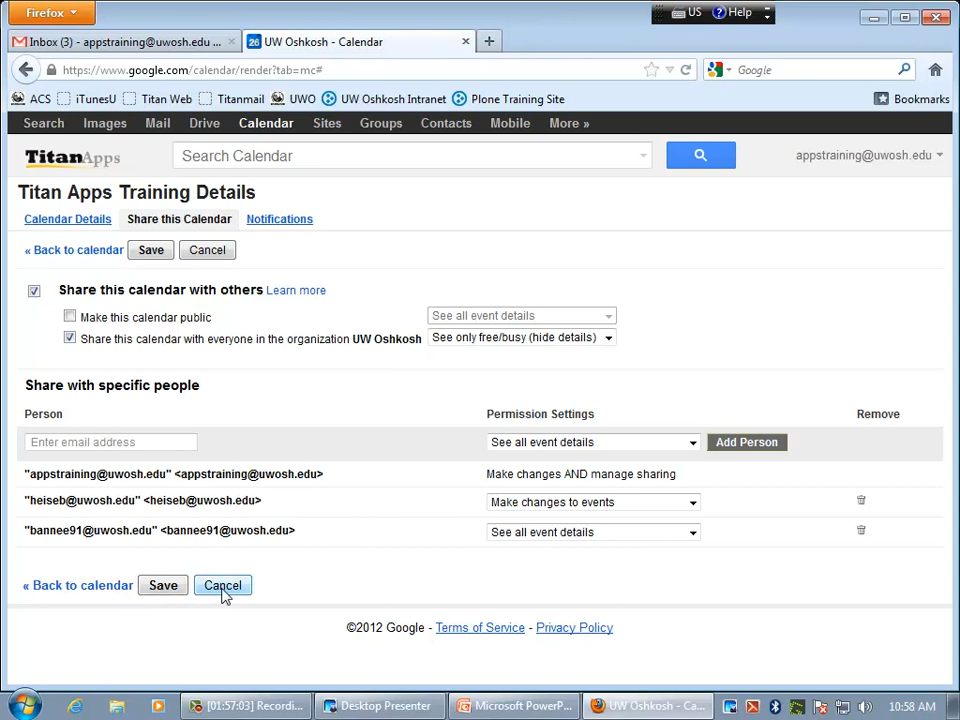 Firefox
US Help
Inbox (3) - appstraining@uwosh.edu ...
26 UW Oshkosh - Calendar
https://www.google.com/calendar/render?tab=mc#
Google
ACS iTunesU Titan Web Titanmail UWO UW Oshkosh Intranet Plone Training Site Bookmarks
Search Images Mail Drive Calendar Sites Groups Contacts Mobile More »
TitanApps
Search Calendar
appstraining@uwosh.edu
Titan Apps Training Details
Calendar Details Share this Calendar Notifications
« Back to calendar Save Cancel
Share this calendar with others Learn more
Make this calendar public See all event details
Share this calendar with everyone in the organization UW Oshkosh See only free/busy (hide details)
Share with specific people
Person Permission Settings Remove
Enter email address See all event details Add Person
"appstraining@uwosh.edu" <appstraining@uwosh.edu> Make changes AND manage sharing
"heiseb@uwosh.edu" <heiseb@uwosh.edu> Make changes to events
"bannee91@uwosh.edu" <bannee91@uwosh.edu> See all event details
« Back to calendar Save Cancel
©2012 Google - Terms of Service - Privacy Policy
[01:57:03] Recordi... Desktop Presenter Microsoft PowerP... UW Oshkosh - Ca... 10:58 AM